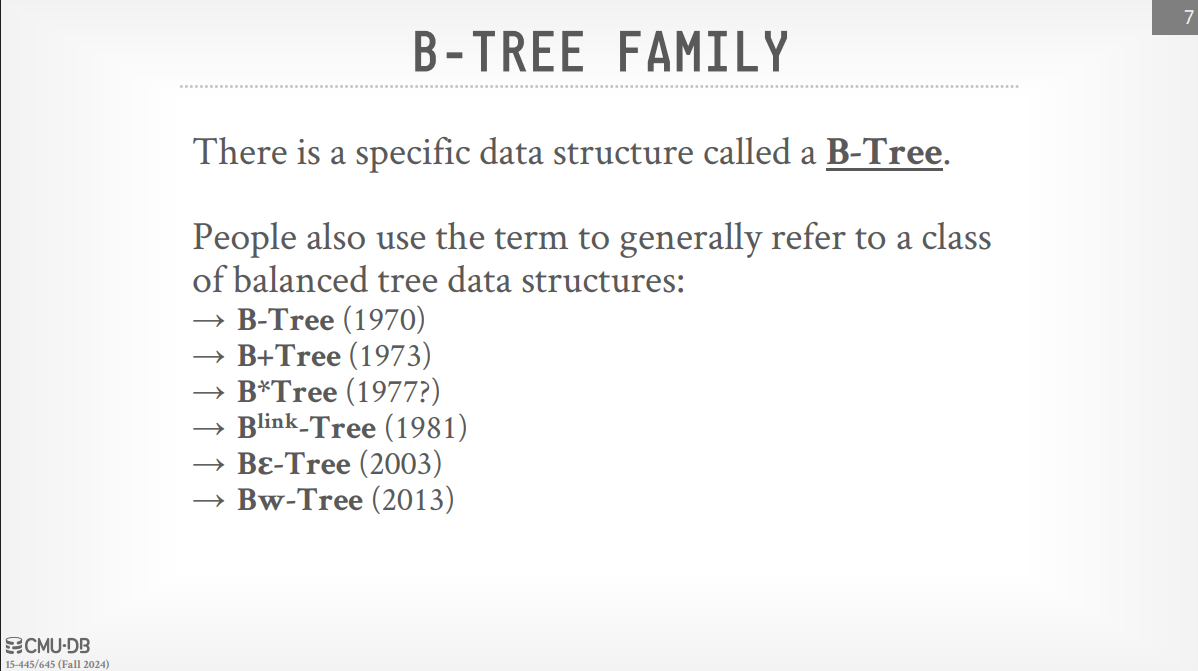 7
B-TREE FAMILY
There is a specific data structure called a B-Tree.
People also use the term to generally refer to a class
of balanced tree data structures:
→ B-Tree (1970)
→ B+Tree (1973)
→ B*Tree (1977?)
→ Blink-Tree (1981)
→ Bε-Tree (2003)
→ Bw-Tree (2013)
CMU·DB
15-445/645 (Fall 2024)